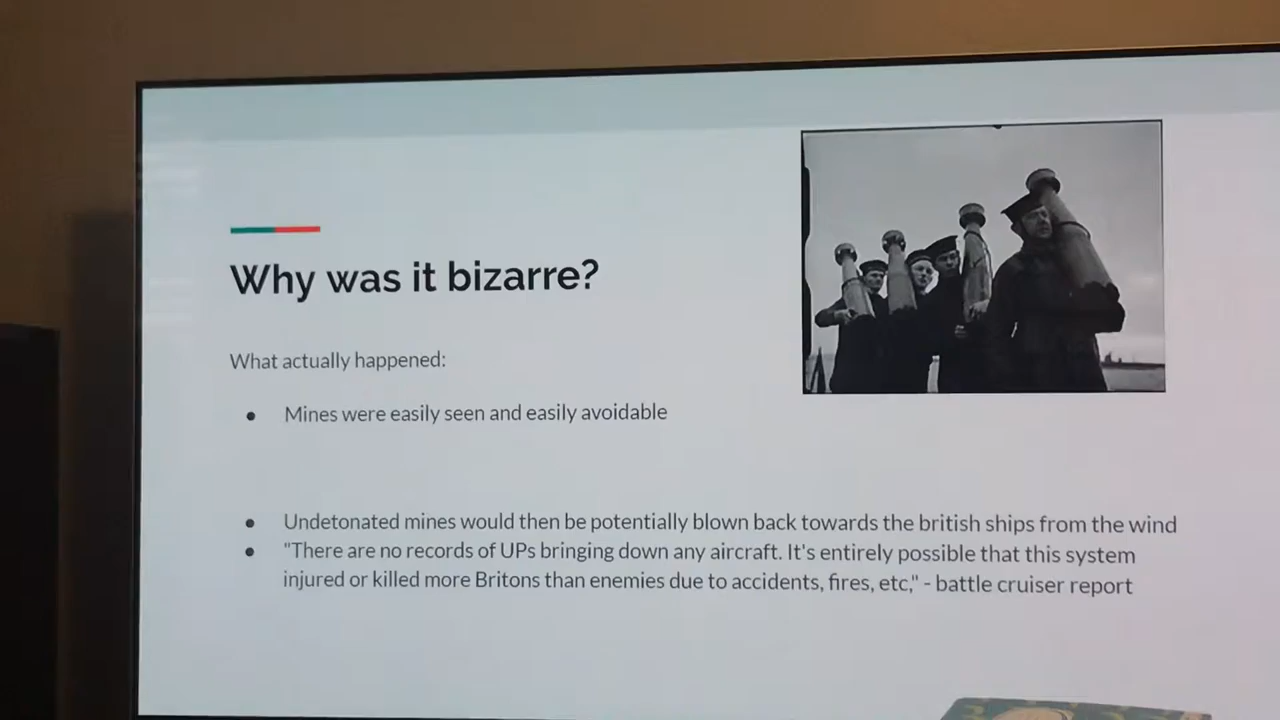 Why was it bizarre?
What actually happened:
● Mines were easily seen and easily avoidable
● Undetonated mines would then be potentially blown back towards the british ships from the wind
● "There are no records of UPs bringing down any aircraft. It's entirely possible that this system
injured or killed more Britons than enemies due to accidents, fires, etc," - battle cruiser report